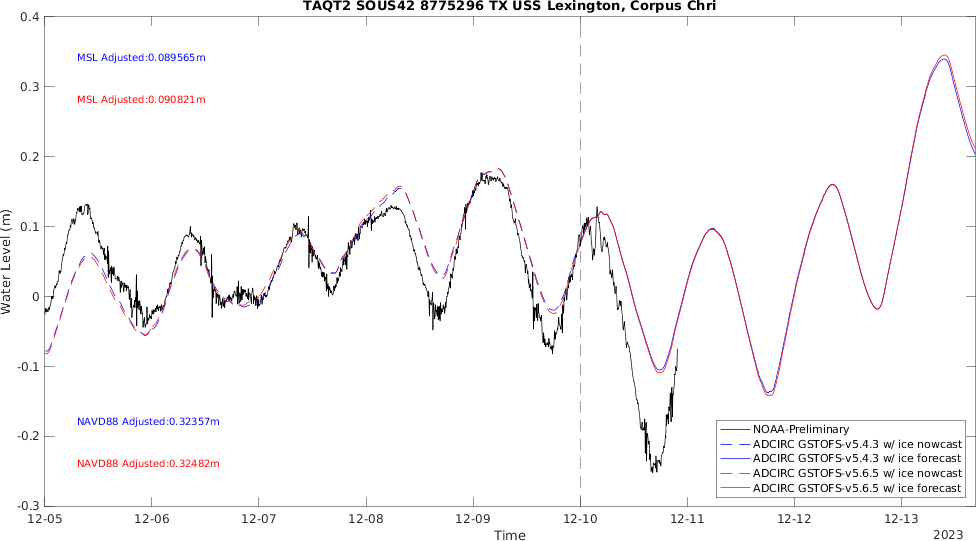 TAQT2 SOUS42 8775296 TX USS Lexington, Corpus Chri
0.4
0.3
0.2
0.1
0
-0.1
-0.2
-0.3
Water Level (m)
MSL Adjusted:0.089565m
MSL Adjusted:0.090821m
NAVD88 Adjusted:0.32357m
NAVD88 Adjusted:0.32482m
NOAA-Preliminary
ADCIRC GSTOFS-v5.4.3 w/ ice nowcast
ADCIRC GSTOFS-v5.4.3 w/ ice forecast
ADCIRC GSTOFS-v5.6.5 w/ ice nowcast
ADCIRC GSTOFS-v5.6.5 w/ ice forecast
12-05 12-06 12-07 12-08 12-09 12-10 12-11 12-12 12-13
Time
2023